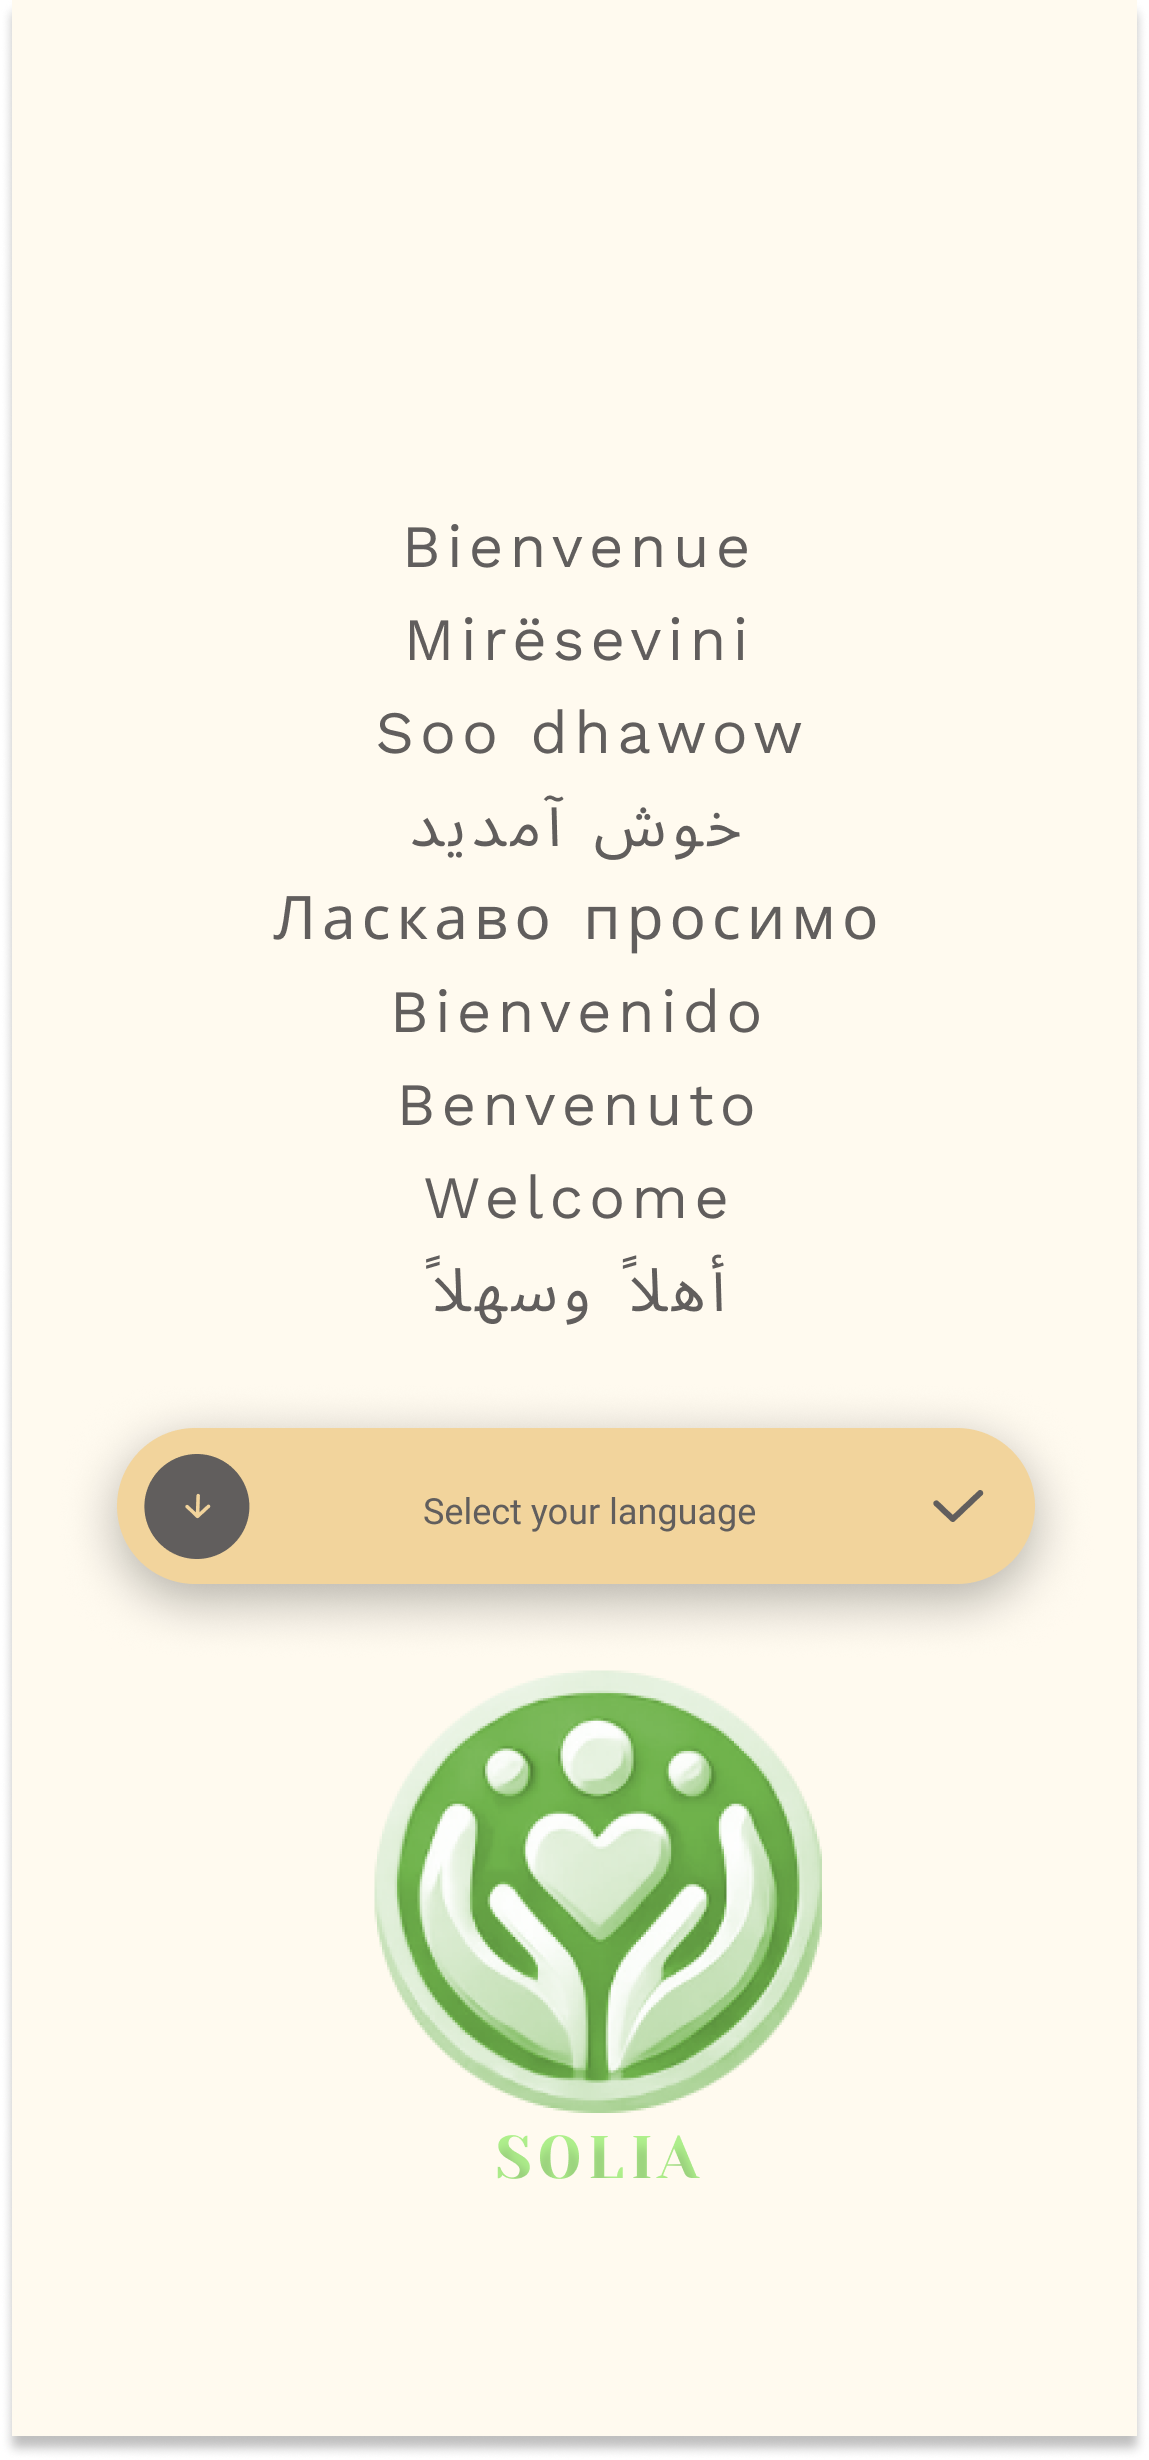 Bienvenue
Mirësevini
Soo dhawow
خوش آمدید
Ласкаво просимо
Bienvenido
Benvenuto
Welcome
أهلاً وسهلاً
Select your language
SOLIA